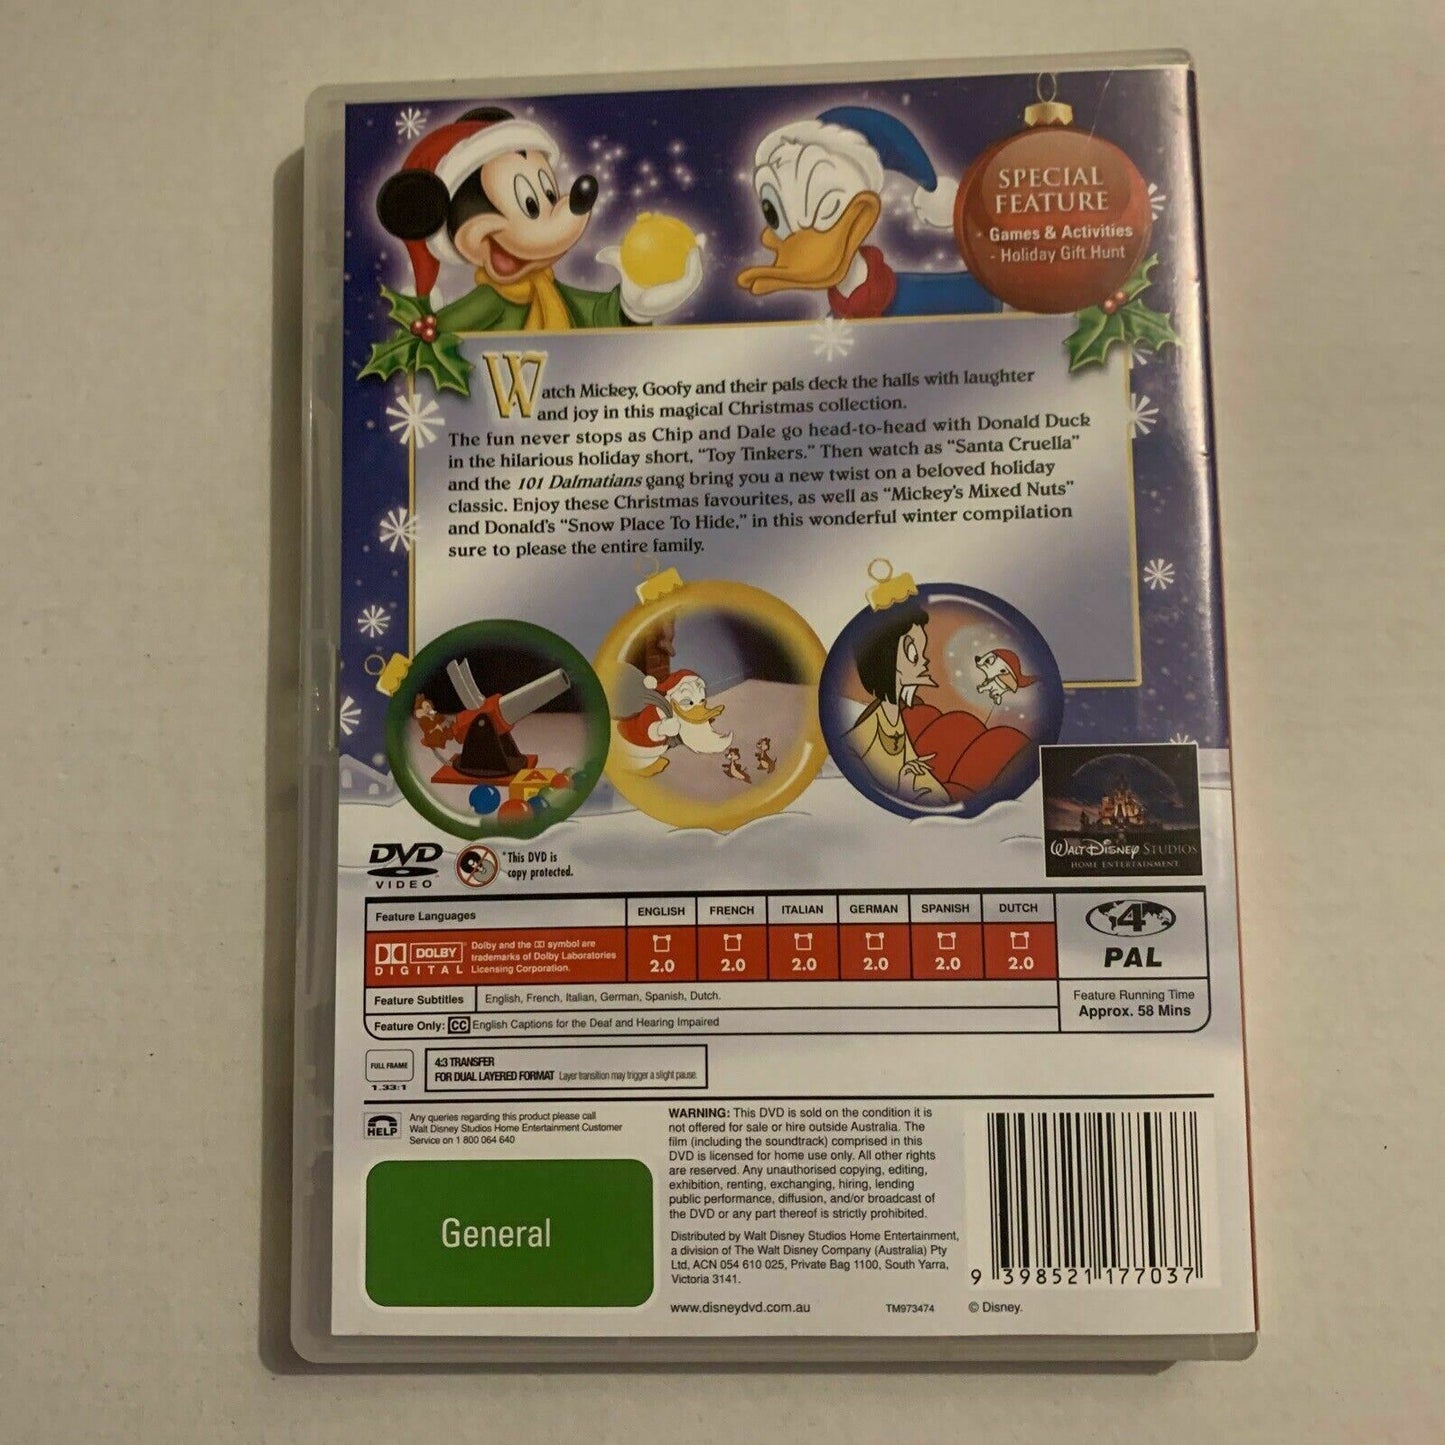 SPECIAL
FEATURE
- Games & Activities
- Holiday Gift Hunt
Watch Mickey, Goofy and their pals deck the halls with laughter
and joy in this magical Christmas collection.
The fun never stops as Chip and Dale go head-to-head with Donald Duck
in the hilarious holiday short, “Toy Tinkers.” Then watch as “Santa Cruella”
and the 101 Dalmatians gang bring you a new twist on a beloved holiday
classic. Enjoy these Christmas favourites, as well as “Mickey’s Mixed Nuts”
and Donald’s “Snow Place To Hide,” in this wonderful winter compilation
sure to please the entire family.
WALT DISNEY STUDIOS
HOME ENTERTAINMENT
DVD
VIDEO
*This DVD is
copy protected.
Feature Languages ENGLISH FRENCH ITALIAN GERMAN SPANISH DUTCH
DOLBY
DIGITAL
Dolby and the DD symbol are
trademarks of Dolby Laboratories
Licensing Corporation.
2.0 2.0 2.0 2.0 2.0 2.0
4
PAL
Feature Subtitles English, French, Italian, German, Spanish, Dutch.
Feature Only: CC English Captions for the Deaf and Hearing Impaired
Feature Running Time
Approx. 58 Mins
FULL FRAME
1.33:1
4:3 TRANSFER
FOR DUAL LAYERED FORMAT Layer transition may trigger a slight pause.
HELP
Any queries regarding this product please call
Walt Disney Studios Home Entertainment Customer
Service on 1 800 064 640
General
WARNING: This DVD is sold on the condition it is
not offered for sale or hire outside Australia. The
film (including the soundtrack) comprised in this
DVD is licensed for home use only. All other rights
are reserved. Any unauthorised copying, editing,
exhibition, renting, exchanging, hiring, lending
public performance, diffusion, and/or broadcast of
the DVD or any part thereof is strictly prohibited.
Distributed by Walt Disney Studios Home Entertainment,
a division of The Walt Disney Company (Australia) Pty
Ltd, ACN 054 610 025, Private Bag 1100, South Yarra,
Victoria 3141.
www.disneydvd.com.au TM973474 © Disney.
9 398521 177037